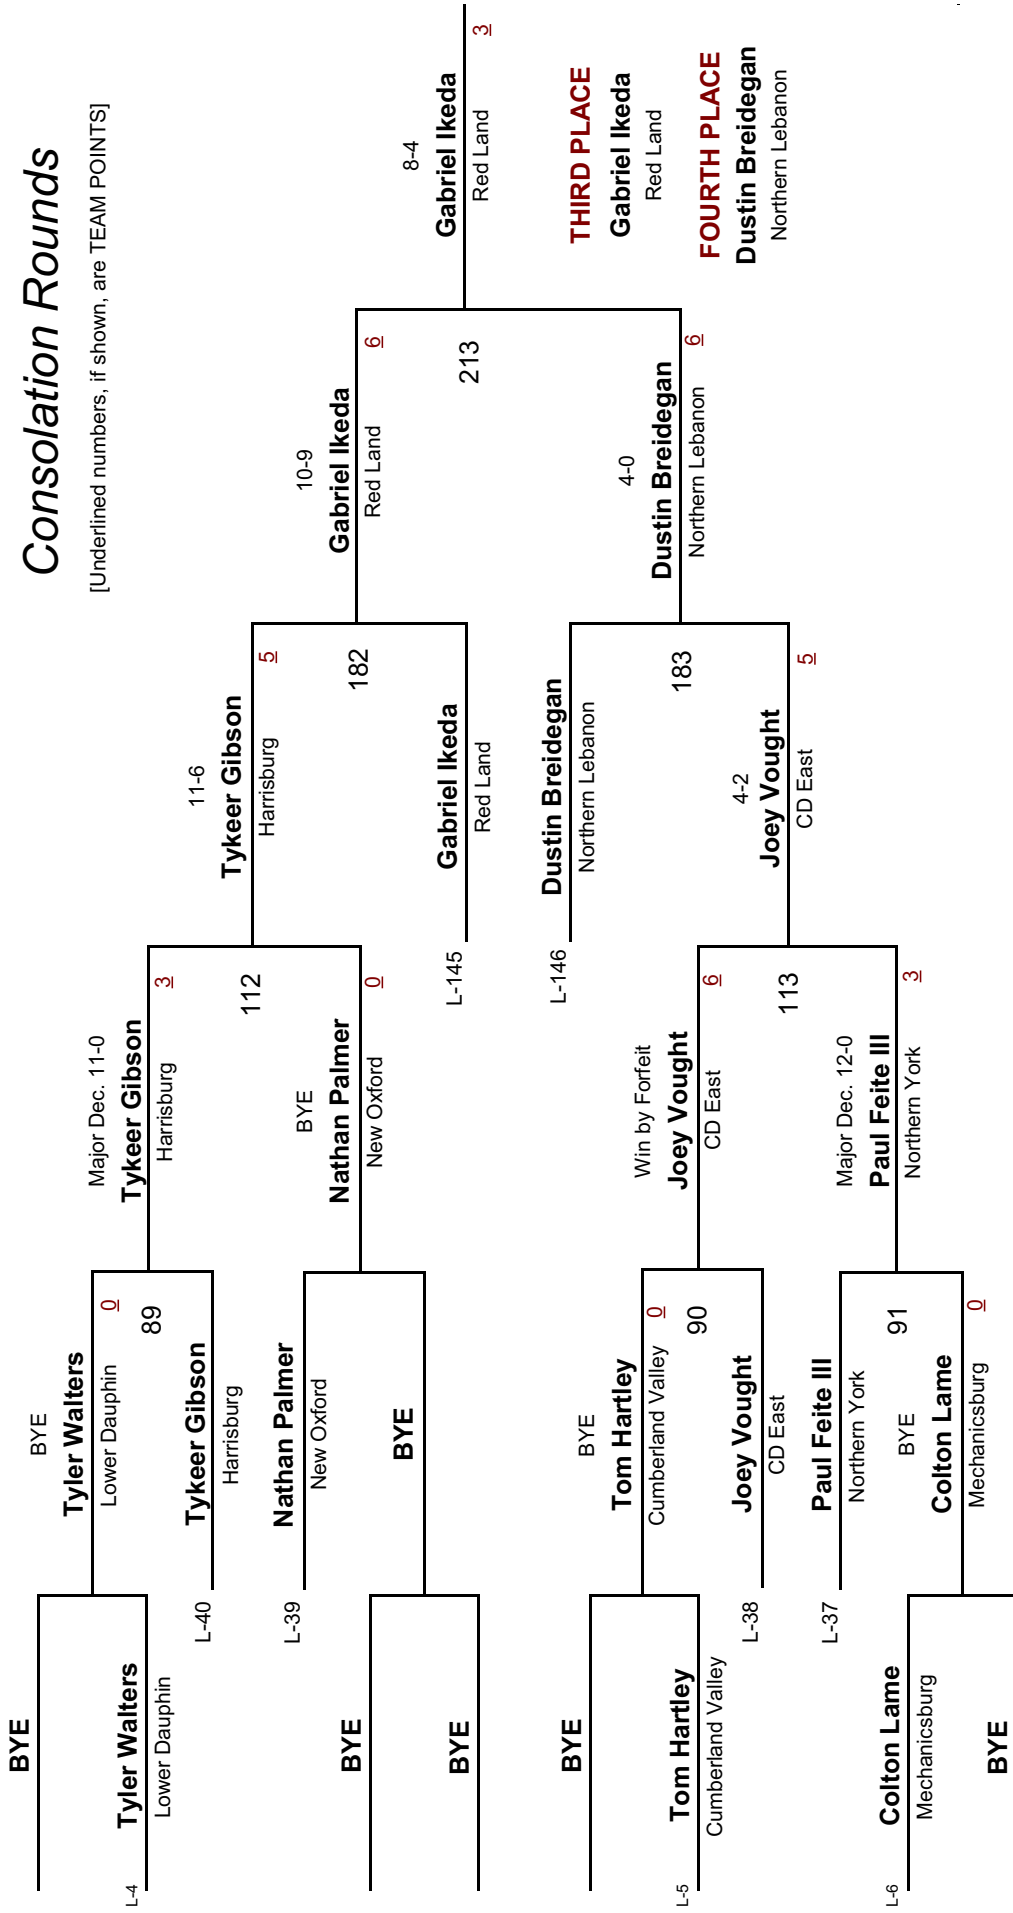 Consolation Rounds
[Underlined numbers, if shown, are TEAM POINTS]
BYE
L-4
Tyler Walters
Lower Dauphin
BYE
BYE
BYE
L-5
Tom Hartley
Cumberland Valley
L-6
Colton Lame
Mechanicsburg
BYE
BYE
Tyler Walters
0
Lower Dauphin
89
L-40
Tykeer Gibson
Harrisburg
L-39
Nathan Palmer
New Oxford
BYE
BYE
Tom Hartley
0
Cumberland Valley
90
L-38
Joey Vought
CD East
L-37
Paul Feite III
Northern York
91
BYE
Colton Lame
0
Mechanicsburg
Major Dec. 11-0
Tykeer Gibson
3
Harrisburg
112
BYE
Nathan Palmer
0
New Oxford
Win by Forfeit
Joey Vought
6
CD East
113
Major Dec. 12-0
Paul Feite III
3
Northern York
11-6
Tykeer Gibson
5
Harrisburg
182
L-145
Gabriel Ikeda
Red Land
L-146
Dustin Breidegan
Northern Lebanon
183
4-2
Joey Vought
5
CD East
10-9
Gabriel Ikeda
6
Red Land
213
4-0
Dustin Breidegan
6
Northern Lebanon
8-4
Gabriel Ikeda
3
Red Land
THIRD PLACE
Gabriel Ikeda
Red Land
FOURTH PLACE
Dustin Breidegan
Northern Lebanon